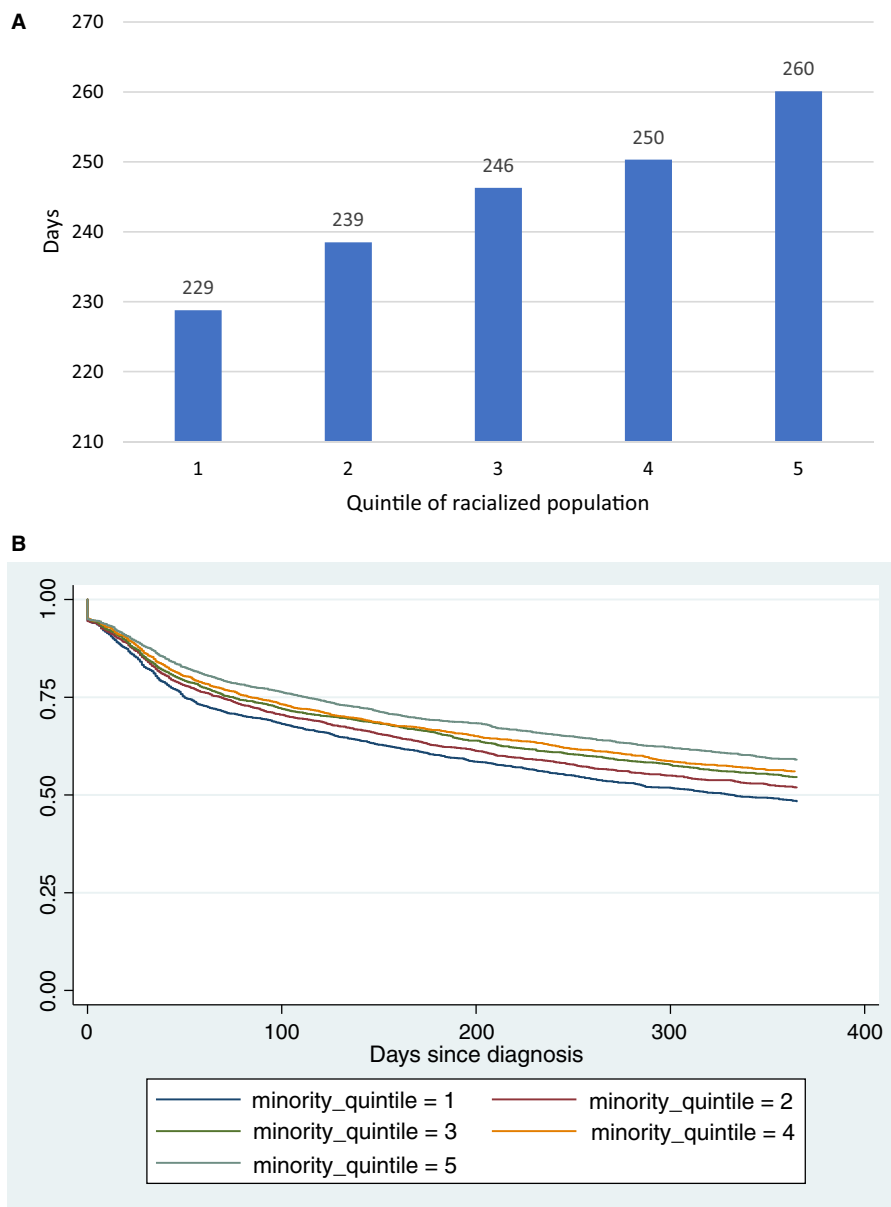 A
270
260
250
240
230
220
210
Days
229
239
246
250
260
1 2 3 4 5
Quintile of racialized population
B
1.00
0.75
0.50
0.25
0.00
0 100 200 300 400
Days since diagnosis
minority_quintile = 1 minority_quintile = 2
minority_quintile = 3 minority_quintile = 4
minority_quintile = 5